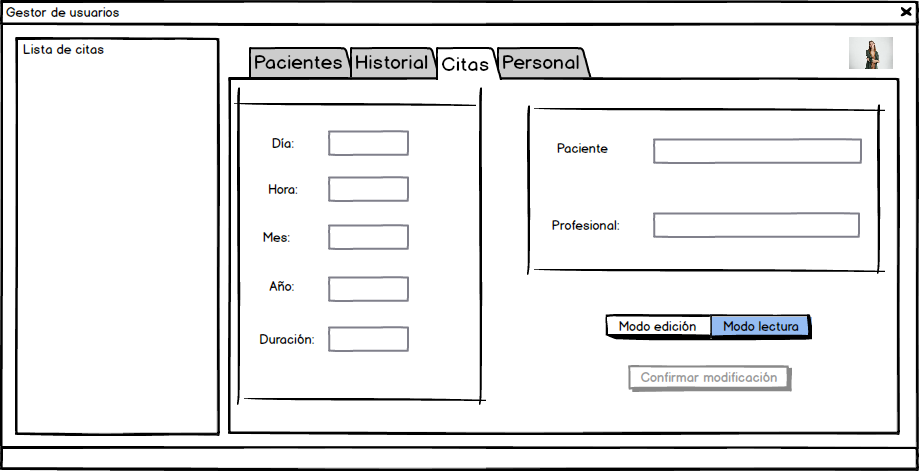 Gestor de usuarios
Lista de citas
Pacientes
Historial
Citas
Personal
Día:
Hora:
Mes:
Año:
Duración:
Paciente
Profesional:
Modo edición
Modo lectura
Confirmar modificación